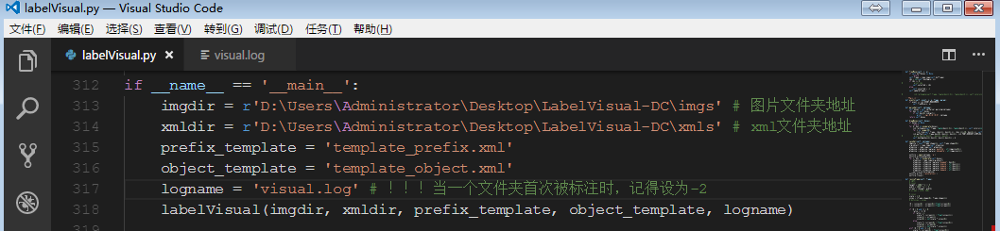 labelVisual.py — Visual Studio Code
文件(F) 编辑(E) 选择(S) 查看(V) 转到(G) 调试(D) 任务(T) 帮助(H)
labelVisual.py × visual.log
312 if __name__ == '__main__':
313 imgdir = r'D:\Users\Administrator\Desktop\LabelVisual-DC\imgs' # 图片文件夹地址
314 xmldir = r'D:\Users\Administrator\Desktop\LabelVisual-DC\xmls' # xml文件夹地址
315 prefix_template = 'template_prefix.xml'
316 object_template = 'template_object.xml'
317 logname = 'visual.log' # ！！！当一个文件夹首次被标注时，记得设为-2
318 labelVisual(imgdir, xmldir, prefix_template, object_template, logname)
319